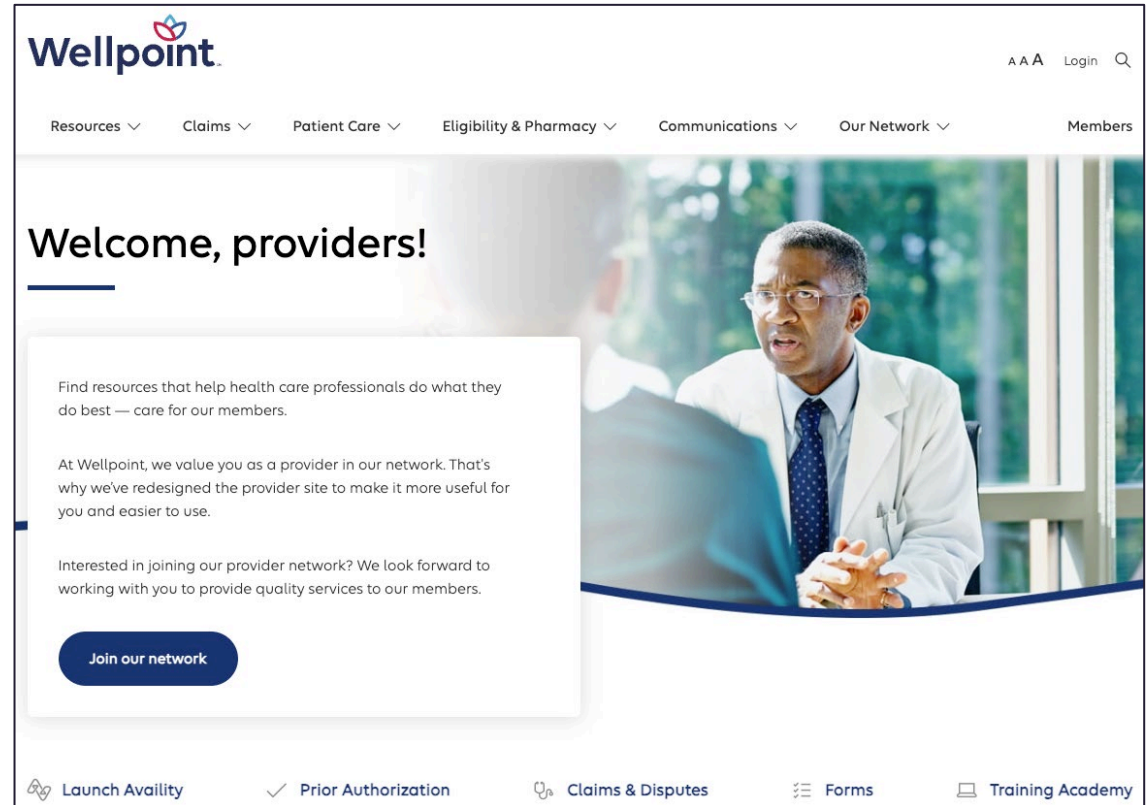 Wellpoint
A A A Login
Resources Claims Patient Care Eligibility & Pharmacy Communications Our Network Members
Welcome, providers!
Find resources that help health care professionals do what they
do best — care for our members.
At Wellpoint, we value you as a provider in our network. That's
why we've redesigned the provider site to make it more useful for
you and easier to use.
Interested in joining our provider network? We look forward to
working with you to provide quality services to our members.
Join our network
Launch Availity Prior Authorization Claims & Disputes Forms Training Academy